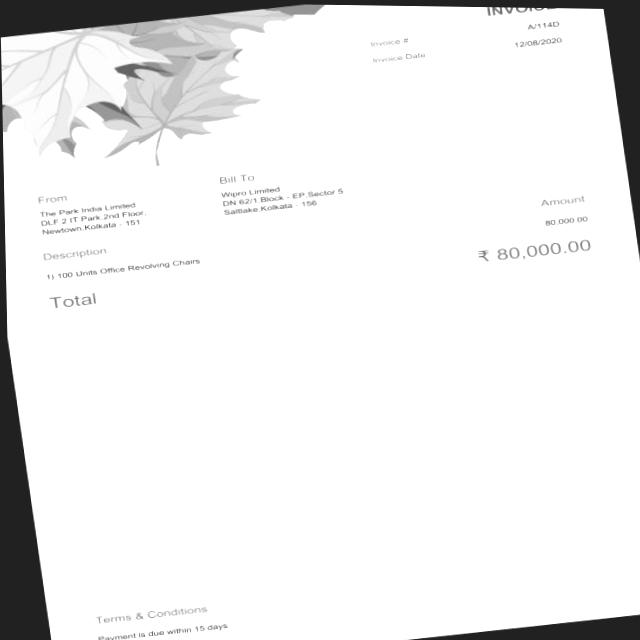 INVOICE
Invoice # A/114D
Invoice Date 12/08/2020
From
The Park India Limited
DLF 2 IT Park,2nd Floor,
Newtown,Kolkata - 151
Bill To
Wipro Limited
DN 62/1 Block - EP,Sector 5
Saltlake,Kolkata - 156
Description Amount
1) 100 Units Office Revolving Chairs 80,000.00
Total ₹ 80,000.00
Terms & Conditions
Payment is due within 15 days